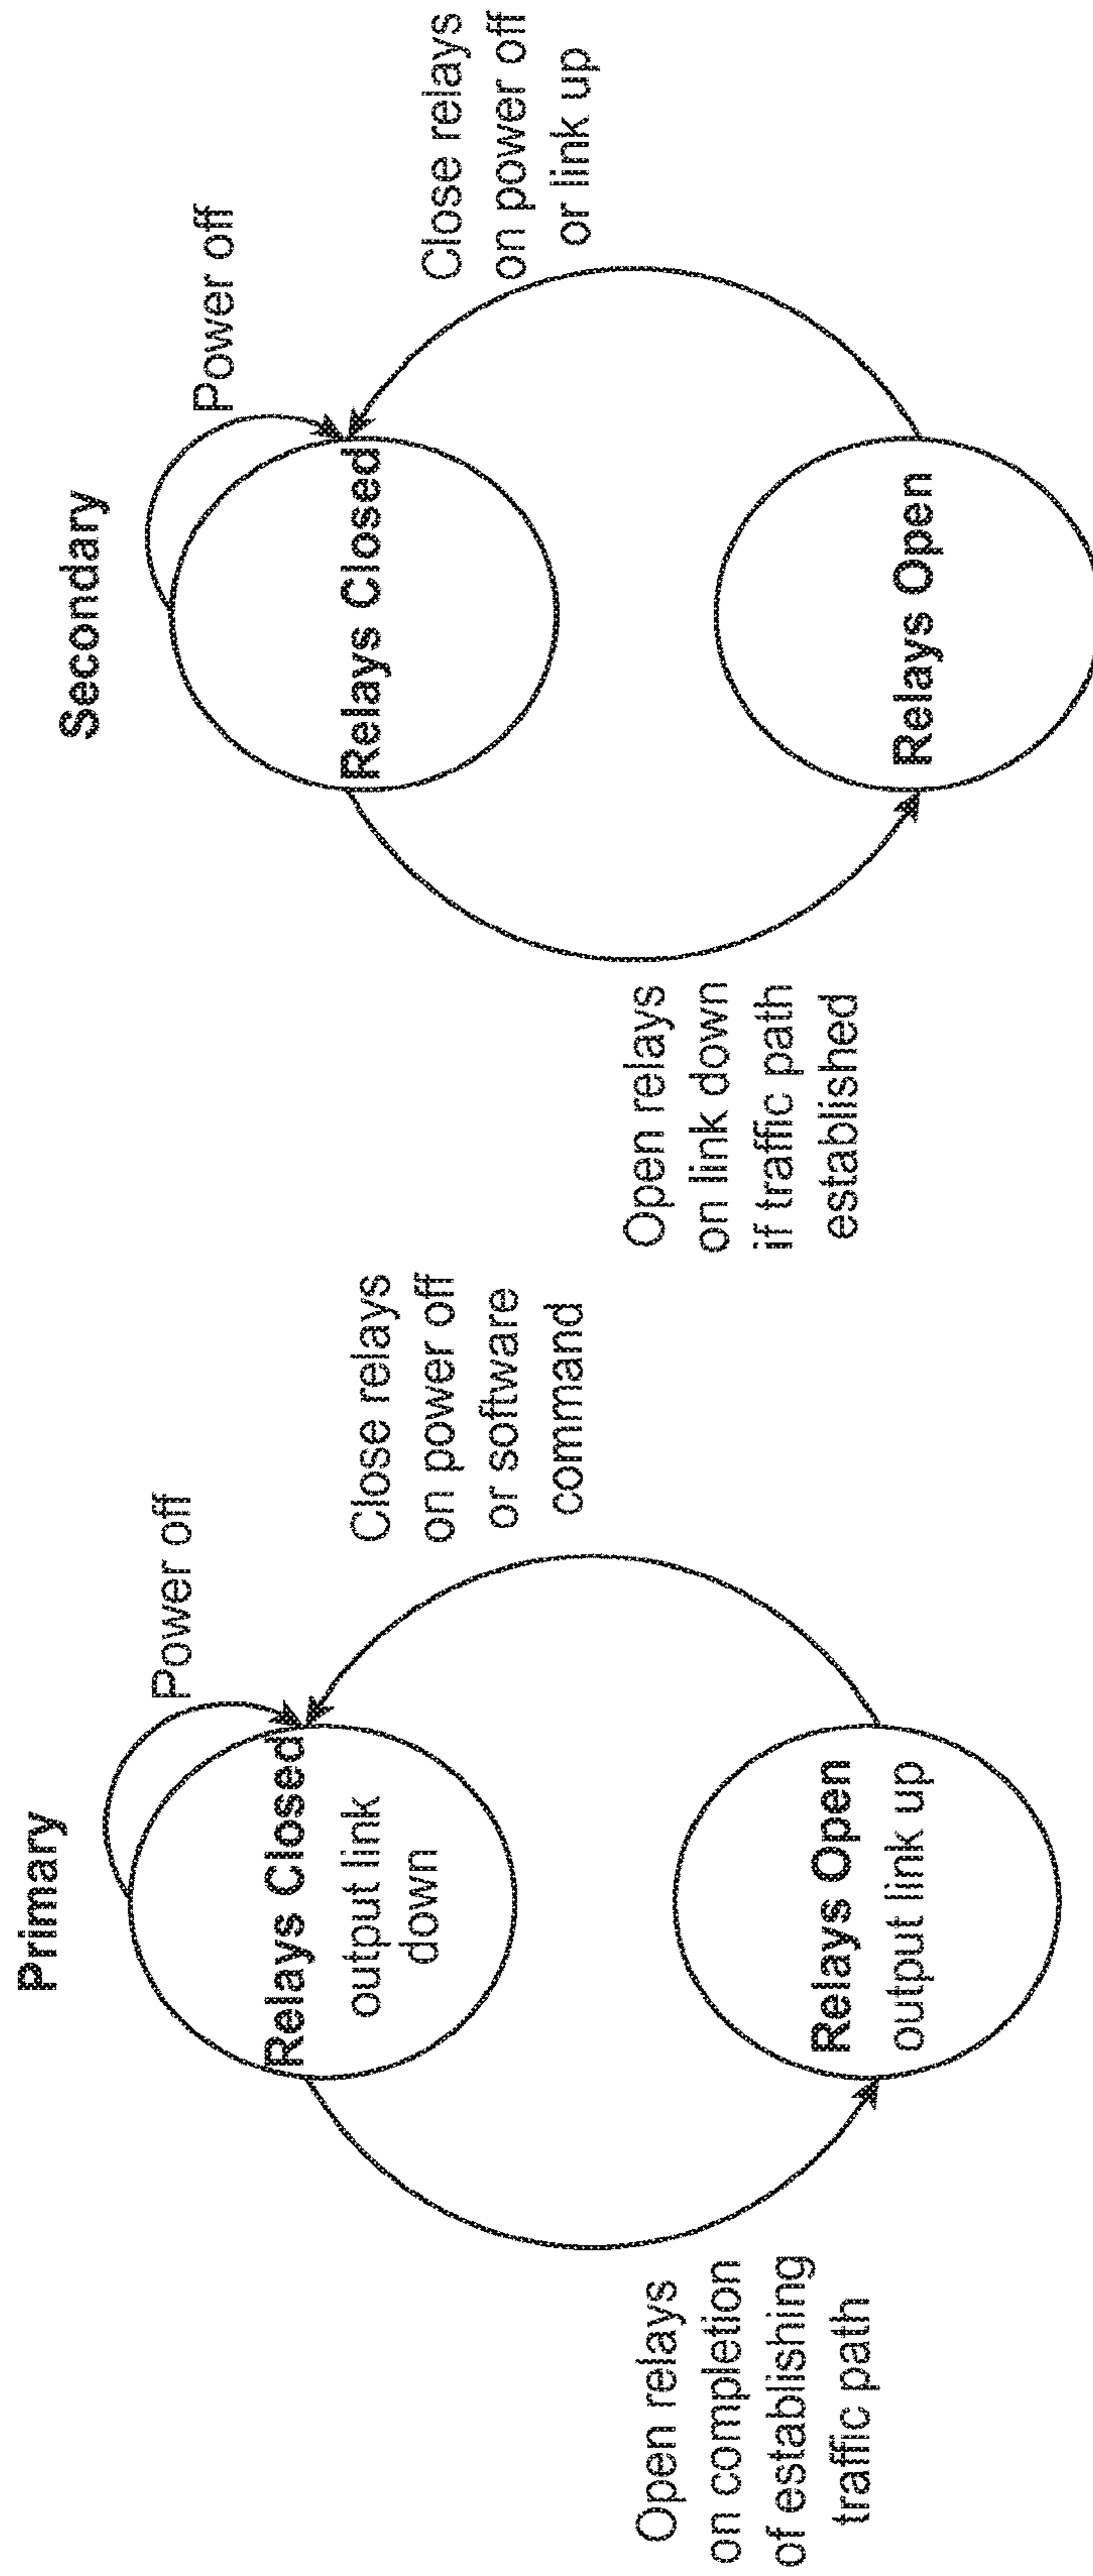 Primary
Power off
Relays Closed
output link
down
Close relays
on power off
or software
command
Open relays
on completion
of establishing
traffic path
Relays Open
output link up
Secondary
Power off
Relays Closed
Close relays
on power off
or link up
Open relays
on link down
if traffic path
established
Relays Open